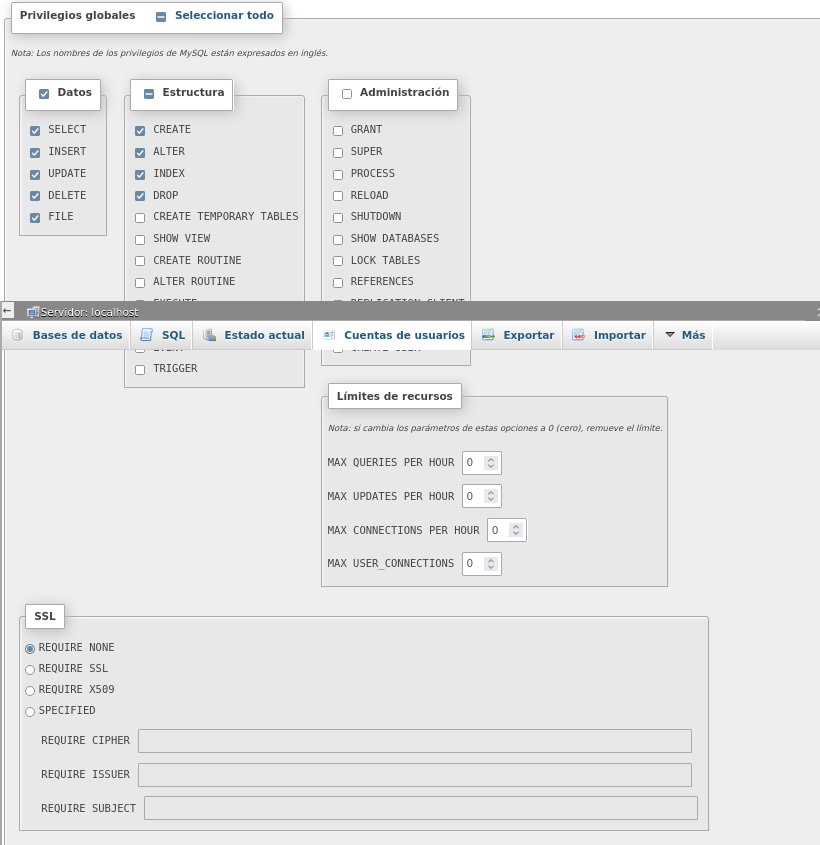 Privilegios globales Seleccionar todo
Nota: Los nombres de los privilegios de MySQL están expresados en inglés.
Datos
SELECT
INSERT
UPDATE
DELETE
FILE
Estructura
CREATE
ALTER
INDEX
DROP
CREATE TEMPORARY TABLES
SHOW VIEW
CREATE ROUTINE
ALTER ROUTINE
Administración
GRANT
SUPER
PROCESS
RELOAD
SHUTDOWN
SHOW DATABASES
LOCK TABLES
REFERENCES
Servidor: localhost
Bases de datos SQL Estado actual Cuentas de usuarios Exportar Importar Más
TRIGGER
Límites de recursos
Nota: si cambia los parámetros de estas opciones a 0 (cero), remueve el límite.
MAX QUERIES PER HOUR 0
MAX UPDATES PER HOUR 0
MAX CONNECTIONS PER HOUR 0
MAX USER_CONNECTIONS 0
SSL
REQUIRE NONE
REQUIRE SSL
REQUIRE X509
SPECIFIED
REQUIRE CIPHER
REQUIRE ISSUER
REQUIRE SUBJECT